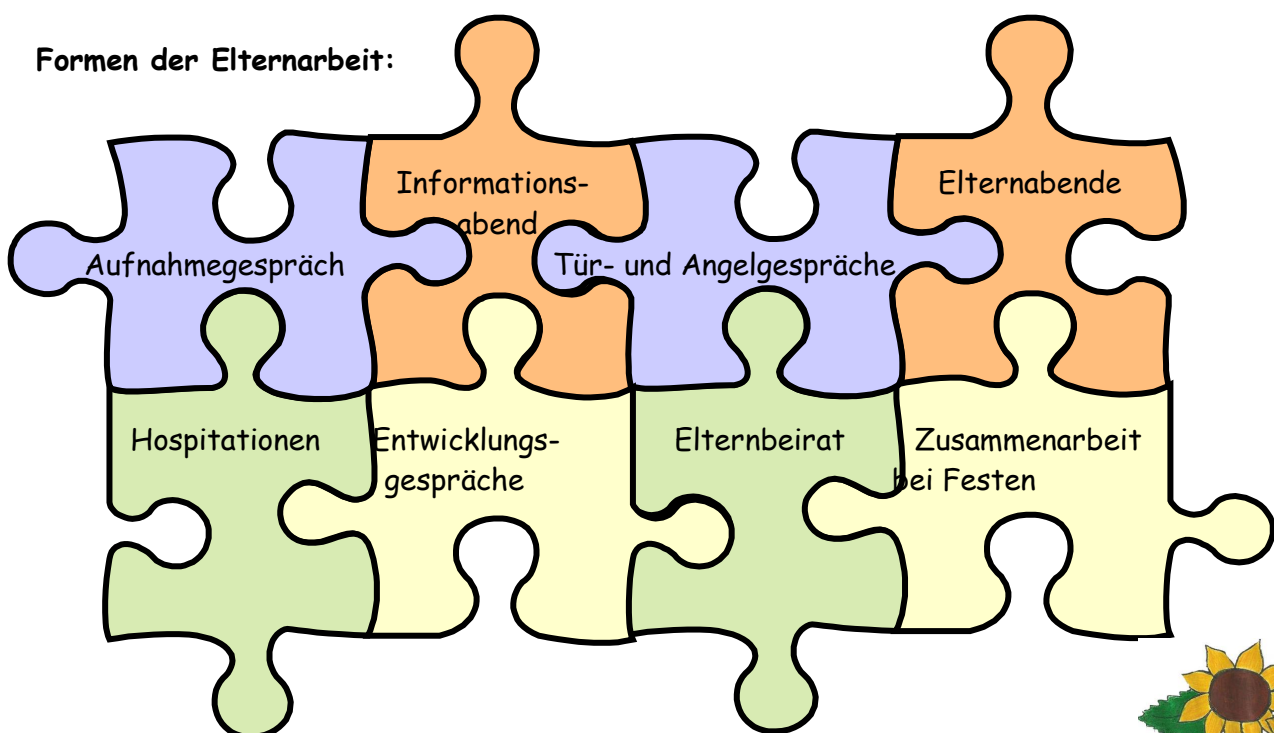 Formen der Elternarbeit:
Aufnahmegespräch
Informations-
abend
Tür- und Angelgespräche
Elternabende
Hospitationen
Entwicklungs-
gespräche
Elternbeirat
Zusammenarbeit
bei Festen